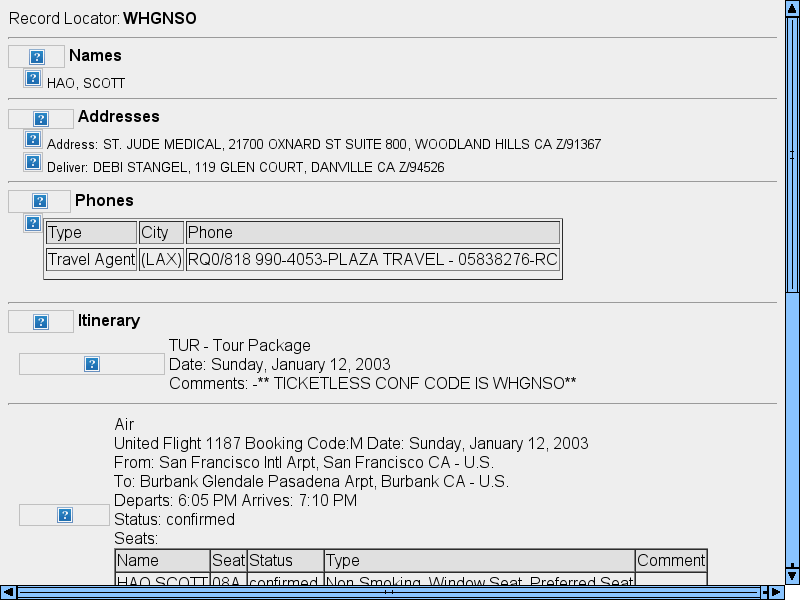 Record Locator: WHGNSO
Names
HAO, SCOTT
Addresses
Address: ST. JUDE MEDICAL, 21700 OXNARD ST SUITE 800, WOODLAND HILLS CA Z/91367
Deliver: DEBI STANGEL, 119 GLEN COURT, DANVILLE CA Z/94526
Phones
Type City Phone
Travel Agent (LAX) RQ0/818 990-4053-PLAZA TRAVEL - 05838276-RC
Itinerary
TUR - Tour Package
Date: Sunday, January 12, 2003
Comments: -** TICKETLESS CONF CODE IS WHGNSO**
Air
United Flight 1187 Booking Code:M Date: Sunday, January 12, 2003
From: San Francisco Intl Arpt, San Francisco CA - U.S.
To: Burbank Glendale Pasadena Arpt, Burbank CA - U.S.
Departs: 6:05 PM Arrives: 7:10 PM
Status: confirmed
Seats:
Name Seat Status Type Comment
HAO SCOTT 08A confirmed Non Smoking, Window Seat, Preferred Seat